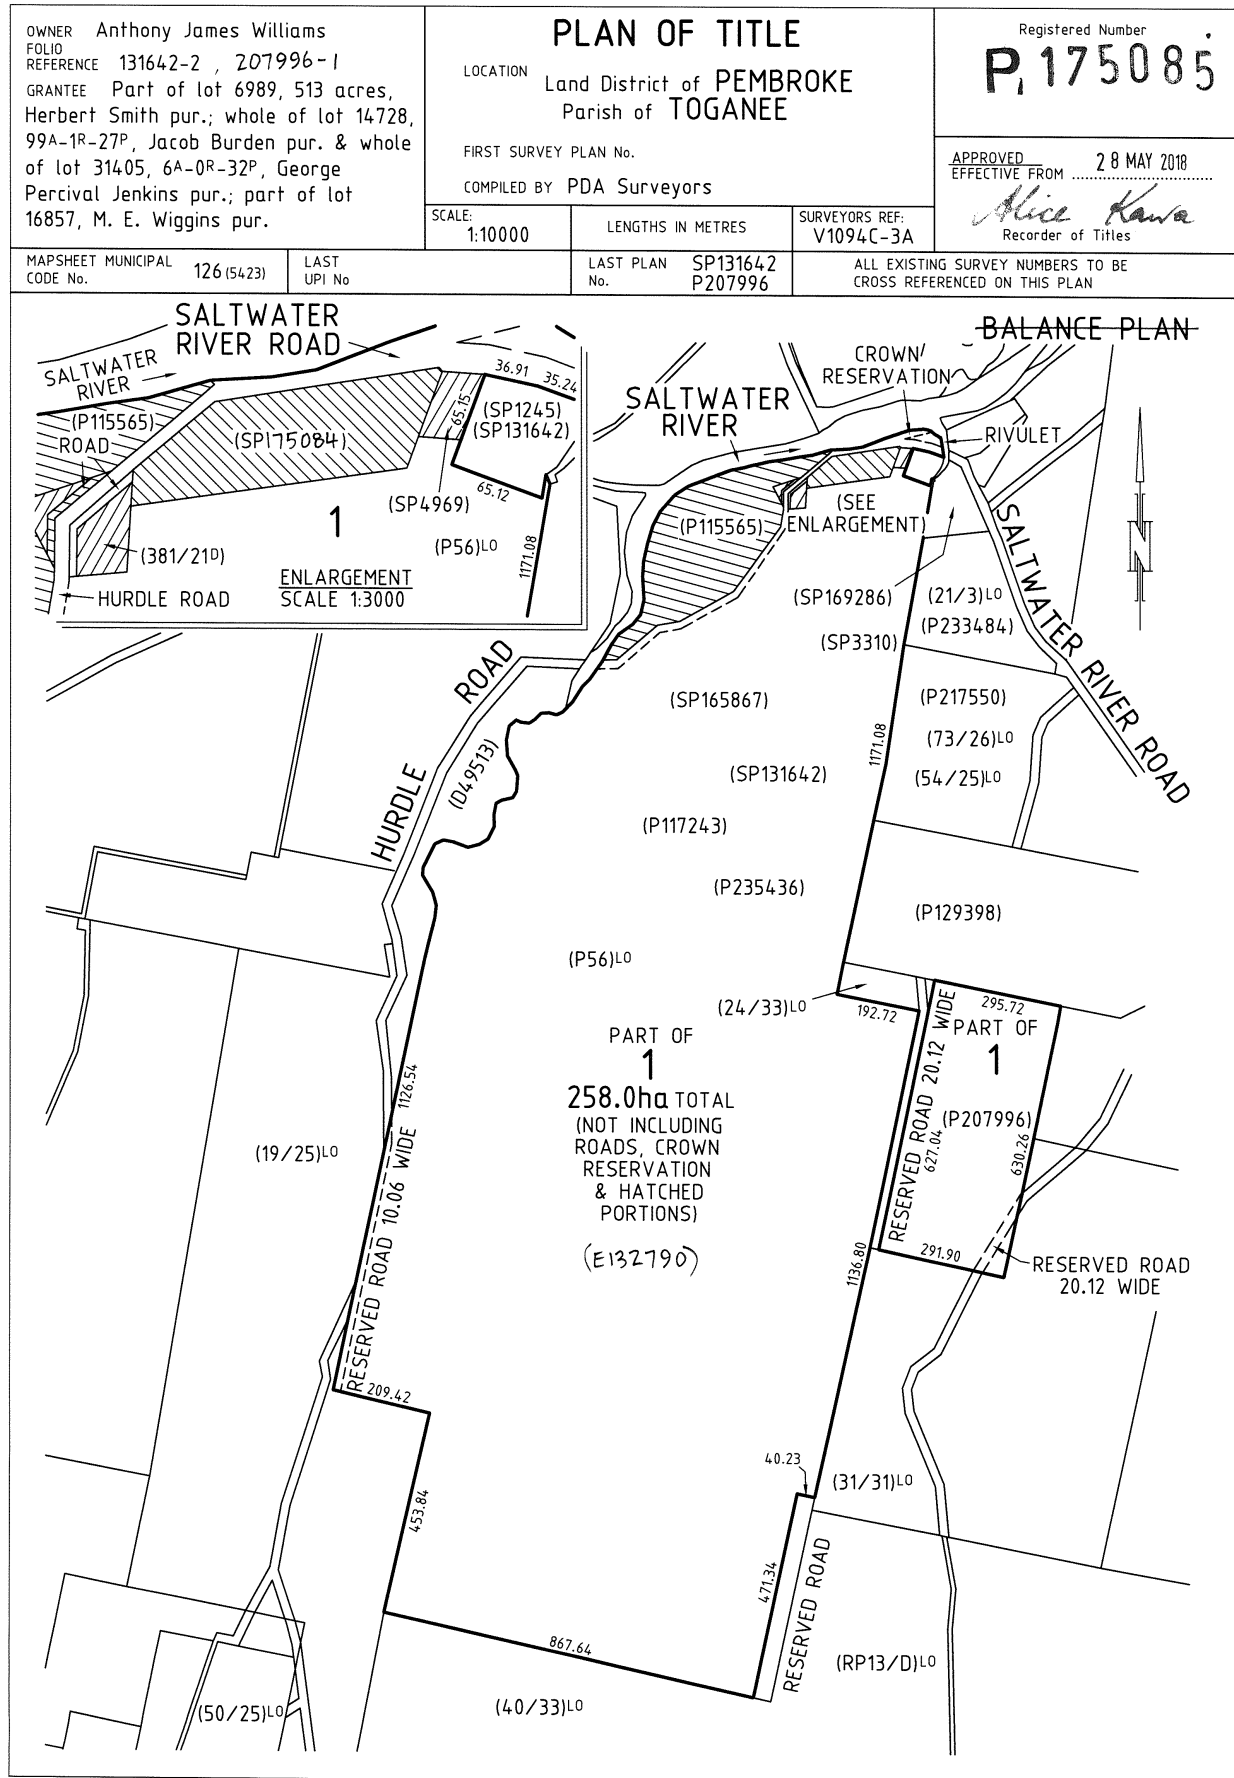 OWNER Anthony James Williams
FOLIO
REFERENCE 131642-2 , 207996-1
GRANTEE Part of lot 6989, 513 acres,
Herbert Smith pur.; whole of lot 14728,
99A-1R-27P, Jacob Burden pur. & whole
of lot 31405, 6A-0R-32P, George
Percival Jenkins pur.; part of lot
16857, M. E. Wiggins pur.
PLAN OF TITLE
LOCATION
Land District of PEMBROKE
Parish of TOGANEE
FIRST SURVEY PLAN No.
COMPILED BY PDA Surveyors
SCALE:
1:10000
LENGTHS IN METRES
SURVEYORS REF:
V1094C-3A
Registered Number
P. 175085
APPROVED
EFFECTIVE FROM 28 MAY 2018
Alice Kawa
Recorder of Titles
MAPSHEET MUNICIPAL
CODE No. 126 (5423)
LAST
UPI No
LAST PLAN
No.
SP131642
P207996
ALL EXISTING SURVEY NUMBERS TO BE
CROSS REFERENCED ON THIS PLAN
BALANCE PLAN
SALTWATER
RIVER ROAD
SALTWATER
RIVER
(P115565)
ROAD
(SP175084)
36.91
35.24
65.15
(SP1245)
(SP131642)
65.12
(SP4969)
1
(P56)LO
1171.08
(381/21D)
HURDLE ROAD
ENLARGEMENT
SCALE 1:3000
CROWN
RESERVATION
SALTWATER
RIVER
RIVULET
(P115565)
(SEE
ENLARGEMENT)
SALTWATER RIVER ROAD
N
(SP169286)
(21/3)LO
(P233484)
(SP3310)
HURDLE ROAD
(D49513)
(SP165867)
(P217550)
(73/26)LO
(54/25)LO
1171.08
(SP131642)
(P117243)
(P235436)
(P129398)
(P56)LO
(24/33)LO
192.72
295.72
PART OF
1
258.0ha TOTAL
(NOT INCLUDING
ROADS, CROWN
RESERVATION
& HATCHED
PORTIONS)
(E132790)
PART OF
1
(P207996)
RESERVED ROAD 20.12 WIDE
627.04
630.26
291.90
RESERVED ROAD
20.12 WIDE
1126.54
RESERVED ROAD 10.06 WIDE
(19/25)LO
1136.80
209.42
453.84
40.23
(31/31)LO
471.34
RESERVED ROAD
867.64
(RP13/D)LO
(50/25)LO
(40/33)LO